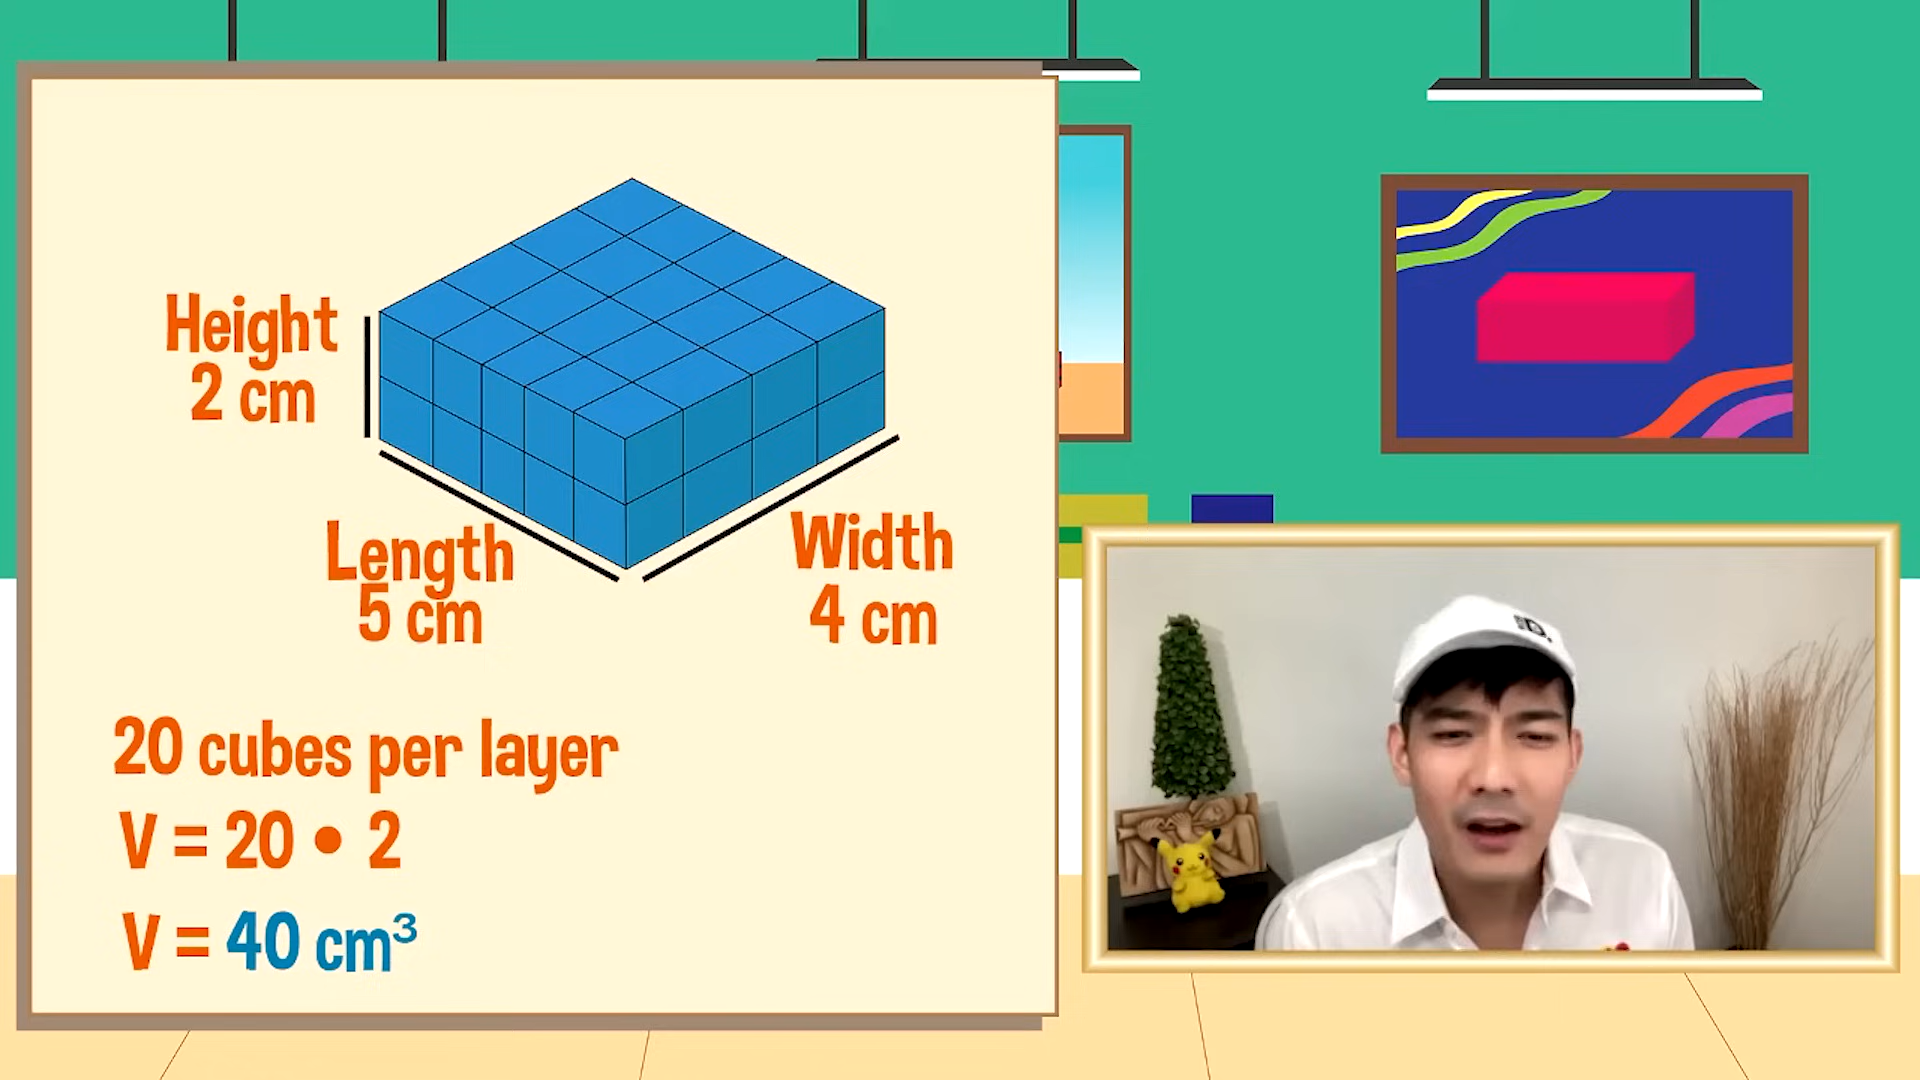 Height
2 cm
Length
5 cm
Width
4 cm
20 cubes per layer
V = 20 • 2
V = 40 cm³
D.